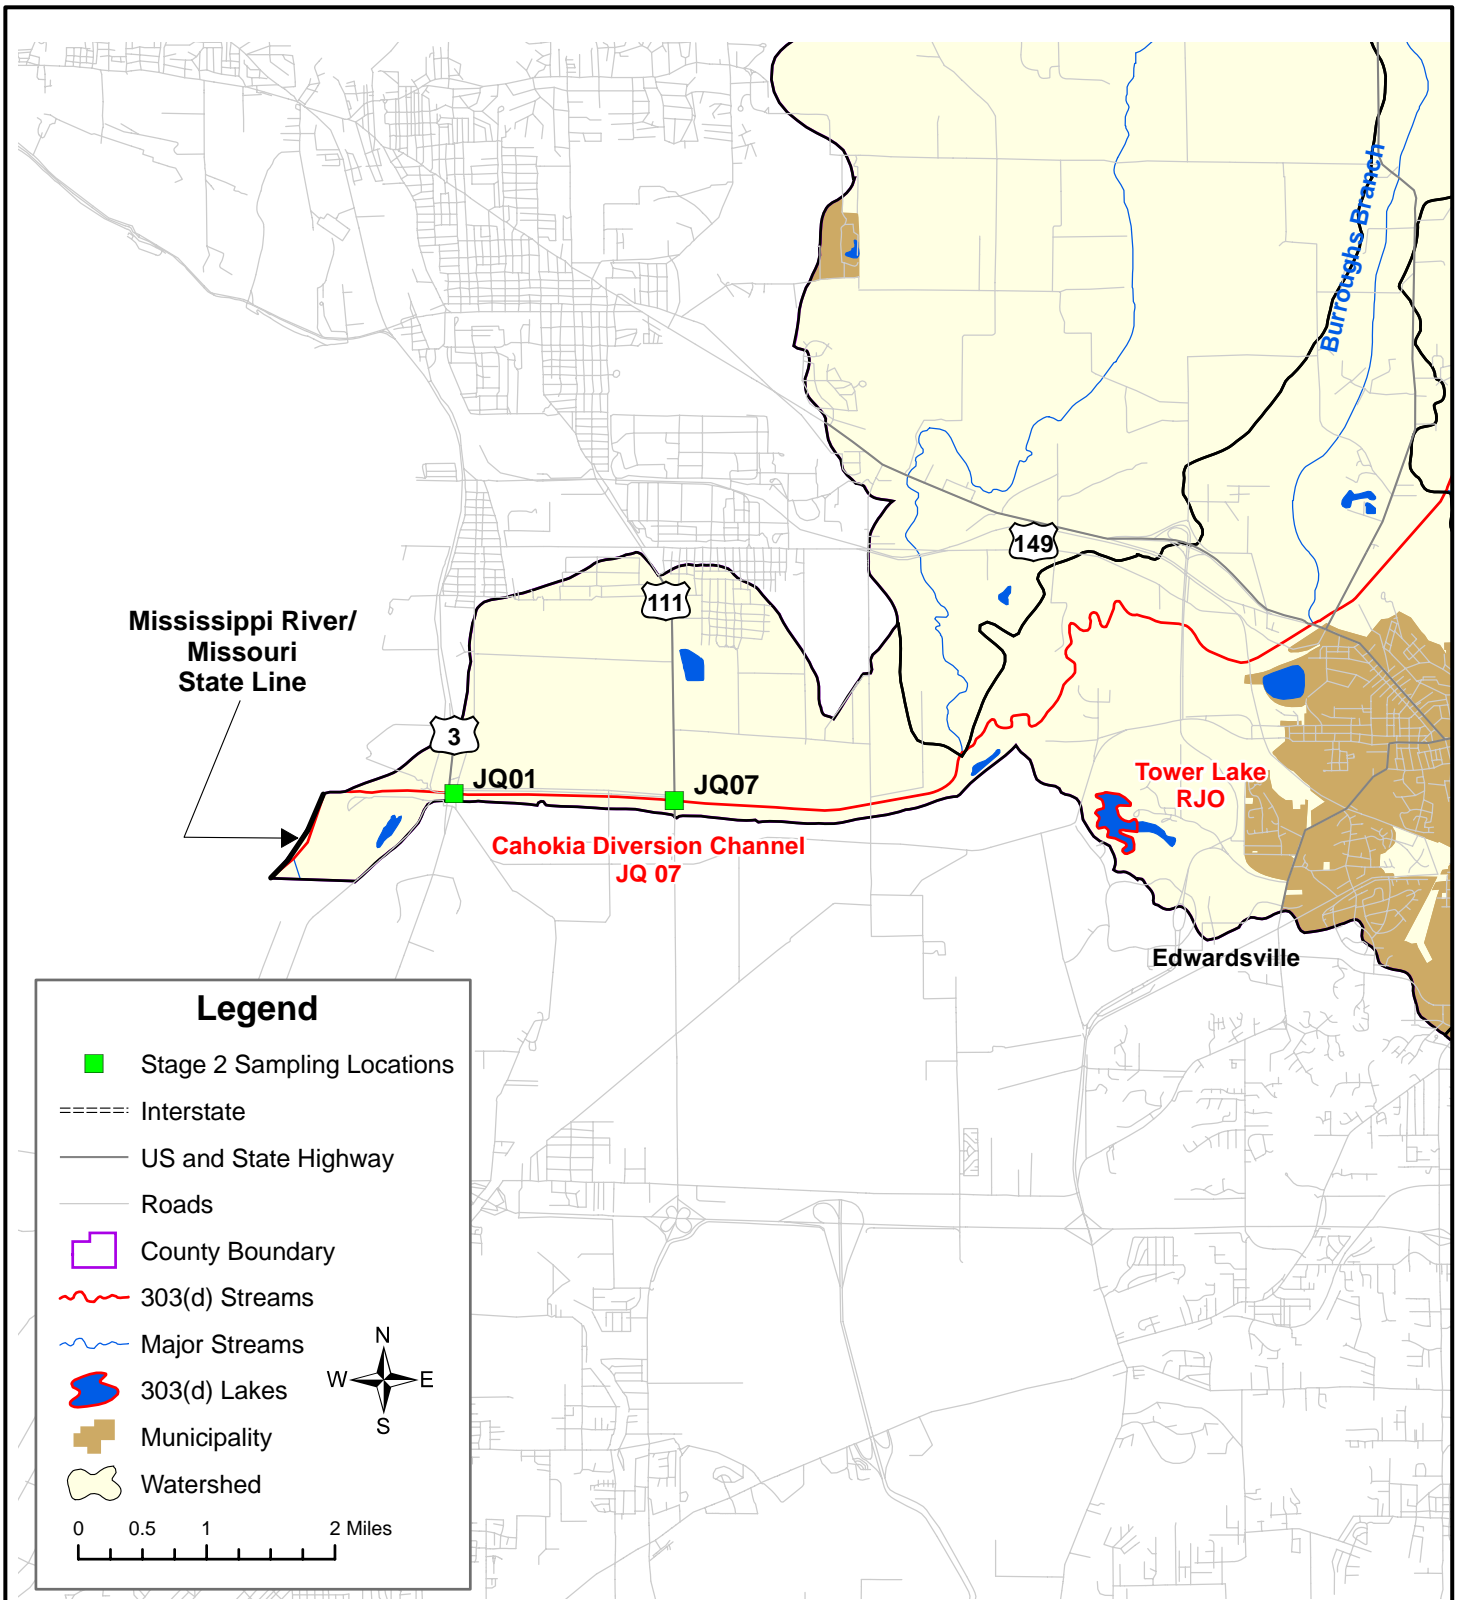 Burroughs Branch
149
111
Mississippi River/
Missouri
State Line
3
JQ01
JQ07
Tower Lake
RJO
Cahokia Diversion Channel
JQ 07
Edwardsville
Legend
Stage 2 Sampling Locations
Interstate
US and State Highway
Roads
County Boundary
303(d) Streams
Major Streams
303(d) Lakes
Municipality
Watershed
N
W E
S
0 0.5 1 2 Miles